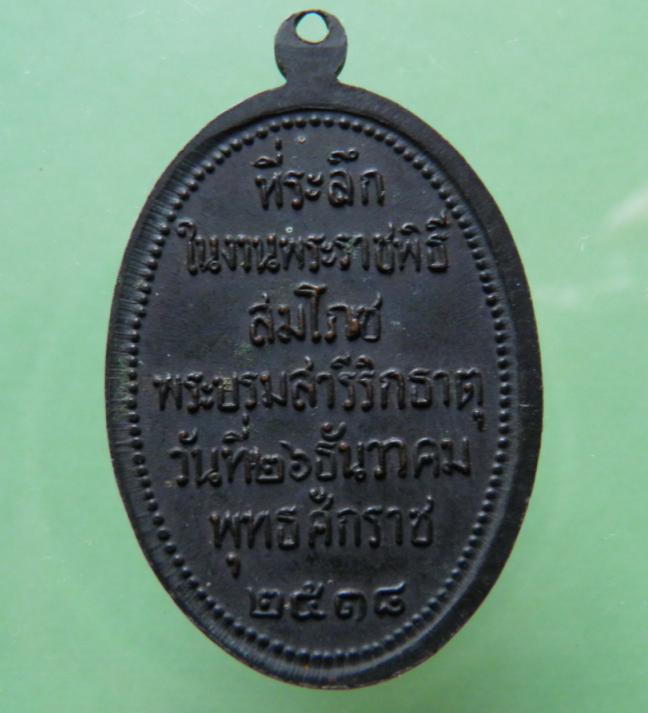 ที่ระลึก
ในงานพระราชพิธี
สมโภช
พระบรมสารีริกธาตุ
วันที่๒๖ธันวาคม
พุทธศักราช
๒๕๑๘